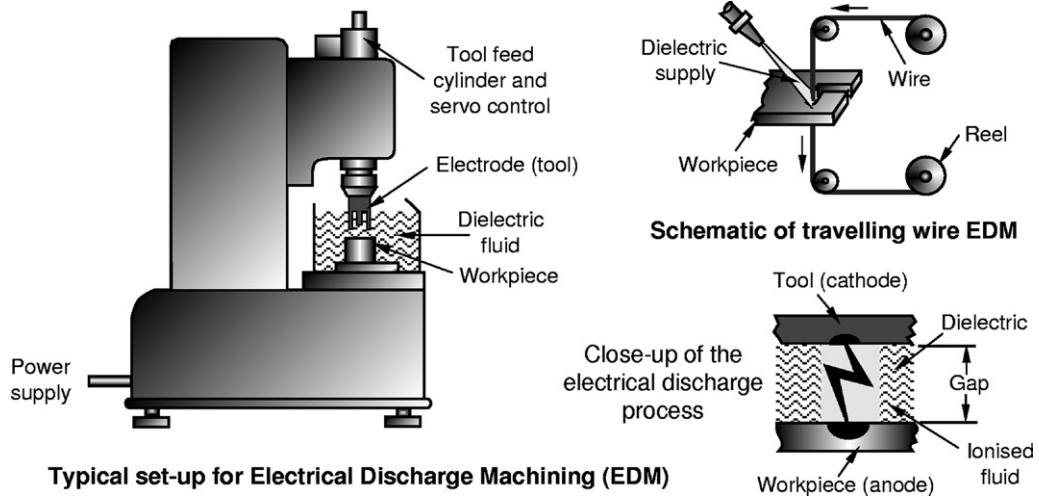 Tool feed
cylinder and
servo control
Electrode (tool)
Dielectric
fluid
Workpiece
Power
supply
Typical set-up for Electrical Discharge Machining (EDM)
Dielectric
supply
Wire
Workpiece
Reel
Schematic of travelling wire EDM
Tool (cathode)
Dielectric
Close-up of the
electrical discharge
process
Gap
Ionised
fluid
Workpiece (anode)